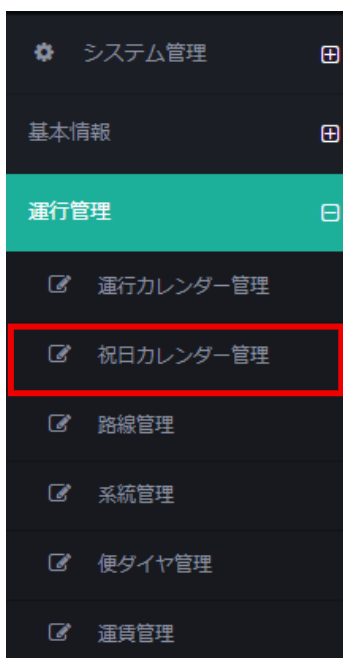 システム管理
基本情報
運行管理
運行カレンダー管理
祝日カレンダー管理
路線管理
系統管理
便ダイヤ管理
運賃管理